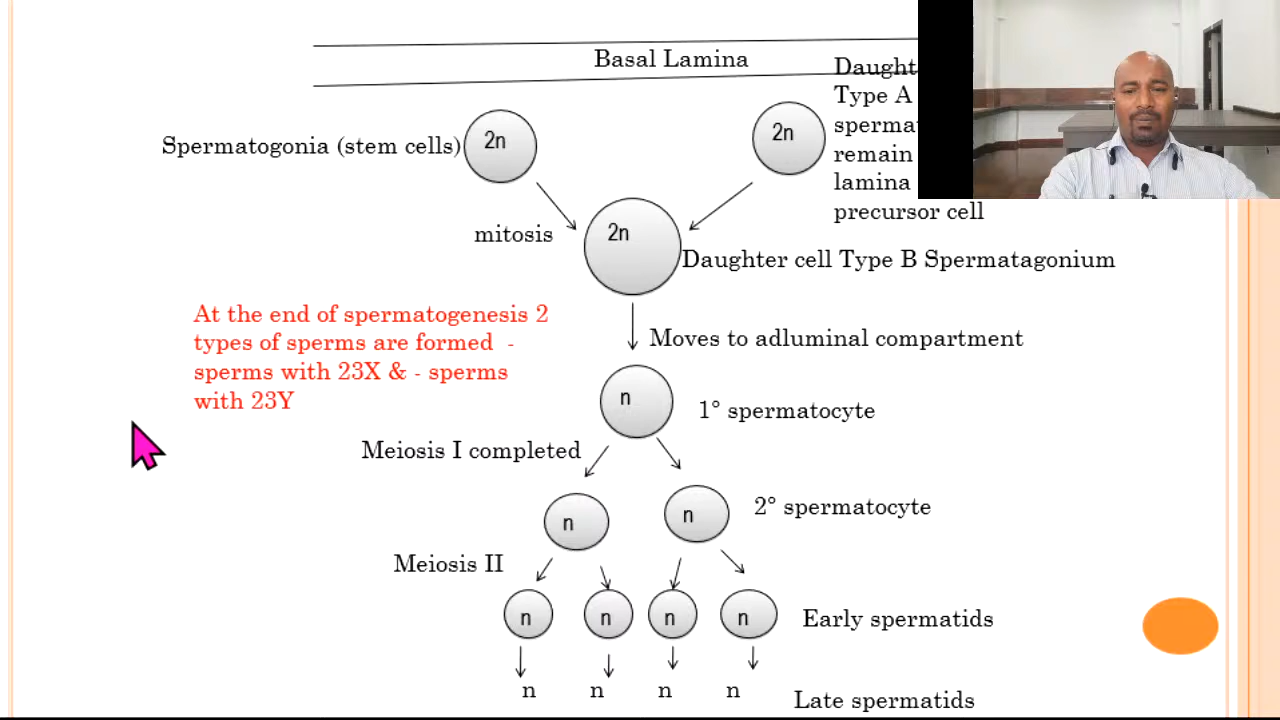 Basal Lamina
Spermatogonia (stem cells)
2n
2n
Type A
remain
lamina
precursor cell
mitosis
2n
Daughter cell Type B Spermatagonium
At the end of spermatogenesis 2
types of sperms are formed -
sperms with 23X & - sperms
with 23Y
Moves to adluminal compartment
n
1° spermatocyte
Meiosis I completed
n
n
2° spermatocyte
Meiosis II
n
n
n
n
Early spermatids
n
n
n
n
Late spermatids